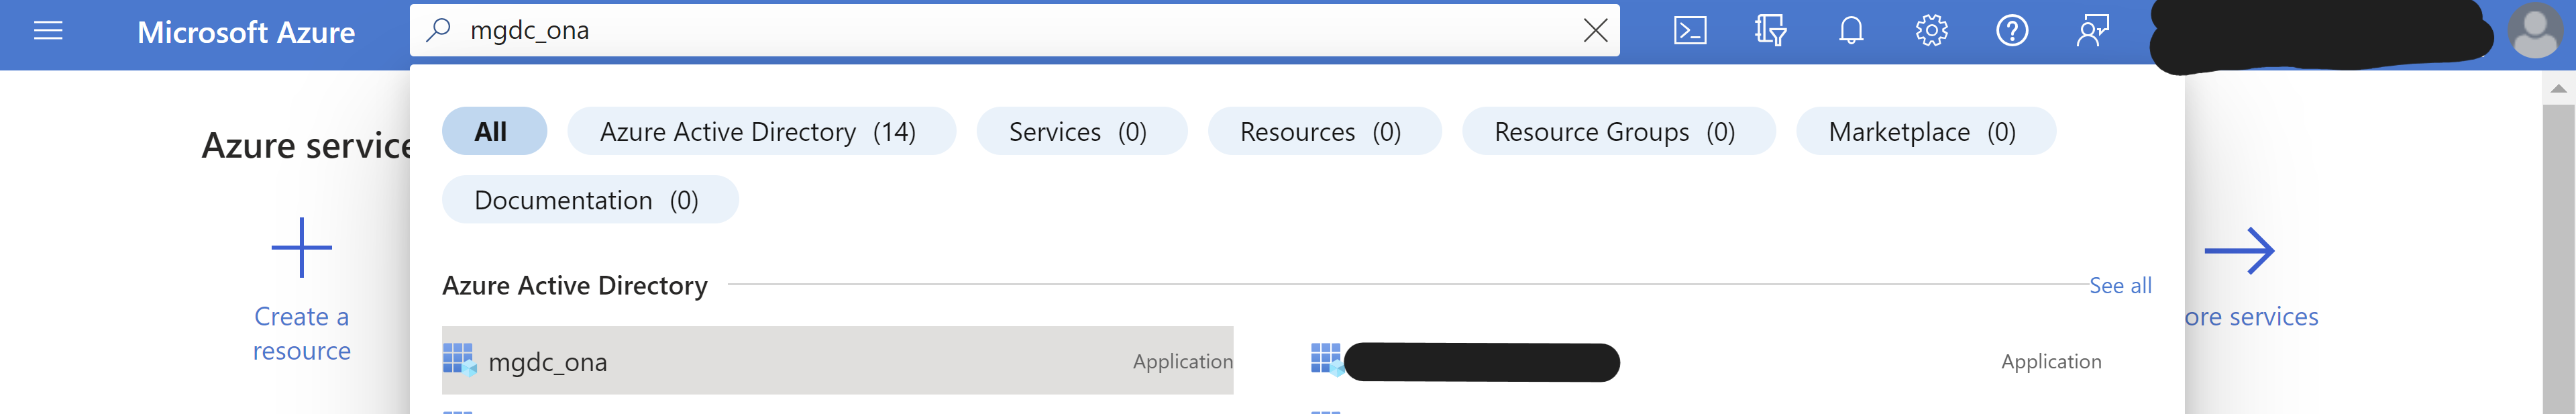 Microsoft Azure
mgdc_ona
All
Azure Active Directory (14)
Services (0)
Resources (0)
Resource Groups (0)
Marketplace (0)
Documentation (0)
Azure service
Create a
resource
Azure Active Directory
See all
ore services
mgdc_ona
Application
Application